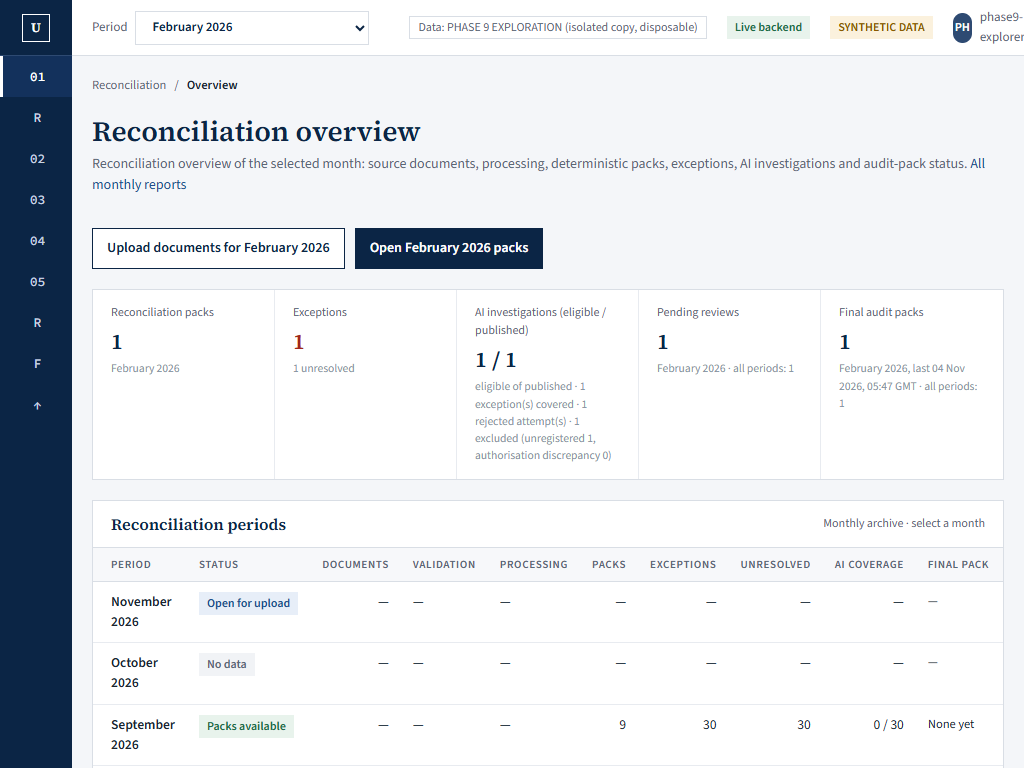 U
Period
February 2026
Data: PHASE 9 EXPLORATION (isolated copy, disposable)
Live backend
SYNTHETIC DATA
PH
phase9-
explorer
01
R
02
03
04
05
R
F
↑
Reconciliation / Overview
Reconciliation overview
Reconciliation overview of the selected month: source documents, processing, deterministic packs, exceptions, AI investigations and audit-pack status. All
monthly reports
Upload documents for February 2026
Open February 2026 packs
Reconciliation packs
1
February 2026
Exceptions
1
1 unresolved
AI investigations (eligible /
published)
1 / 1
eligible of published · 1
exception(s) covered · 1
rejected attempt(s) · 1
excluded (unregistered 1,
authorisation discrepancy 0)
Pending reviews
1
February 2026 · all periods: 1
Final audit packs
1
February 2026, last 04 Nov
2026, 05:47 GMT · all periods:
1
Reconciliation periods
Monthly archive · select a month
PERIOD STATUS DOCUMENTS VALIDATION PROCESSING PACKS EXCEPTIONS UNRESOLVED AI COVERAGE FINAL PACK
November
2026
Open for upload — — — — — — — —
October
2026
No data — — — — — — — —
September
2026
Packs available — — — 9 30 30 0 / 30 None yet